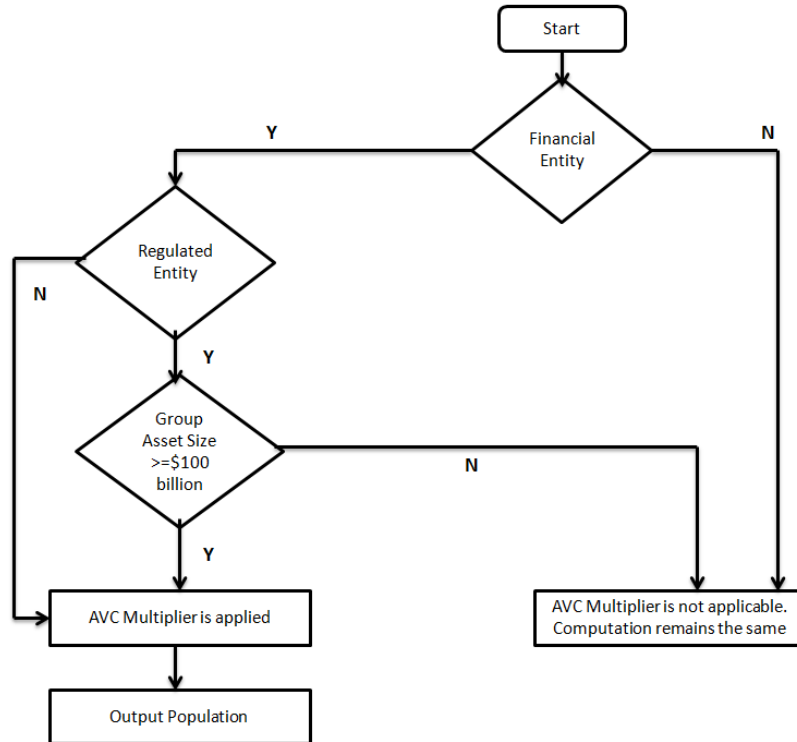 Start
Financial
Entity
Y
N
Regulated
Entity
N
Y
Group
Asset Size
>=$100
billion
N
Y
AVC Multiplier is applied
AVC Multiplier is not applicable.
Computation remains the same
Output Population